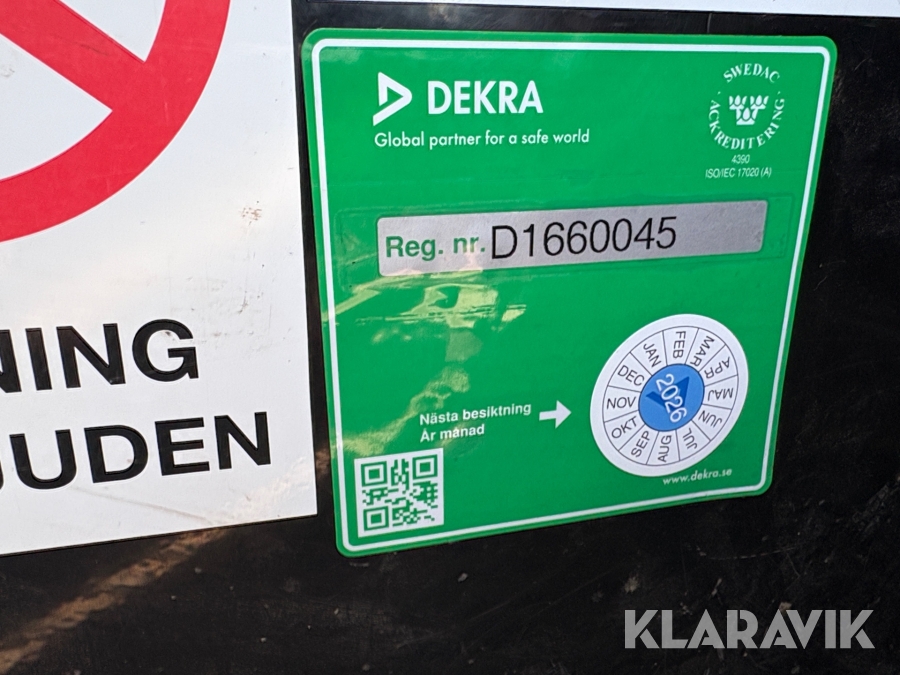 NING
JUDEN
DEKRA
Global partner for a safe world
SWEDAC
ACKREDITERING
4390
ISO/IEC 17020 (A)
Reg. nr. D1660045
Nästa besiktning
År månad
JAN
FEB
MAR
APR
MAJ
JUN
JUL
AUG
SEP
OKT
NOV
DEC
2026
www.dekra.se
KLARAVIK